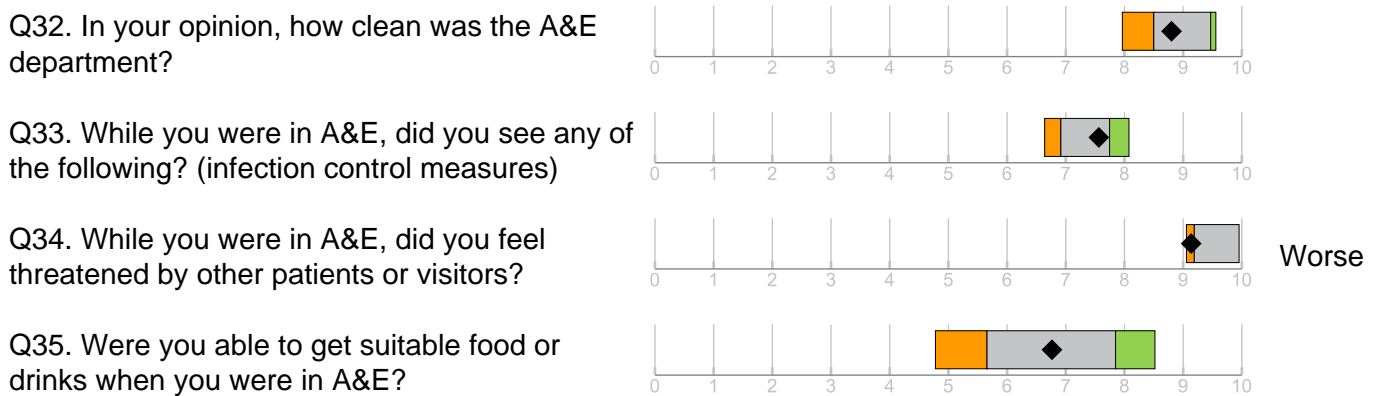 Q32. In your opinion, how clean was the A&E
department?
0 1 2 3 4 5 6 7 8 9 10
Q33. While you were in A&E, did you see any of
the following? (infection control measures)
0 1 2 3 4 5 6 7 8 9 10
Q34. While you were in A&E, did you feel
threatened by other patients or visitors?
Worse
0 1 2 3 4 5 6 7 8 9 10
Q35. Were you able to get suitable food or
drinks when you were in A&E?
0 1 2 3 4 5 6 7 8 9 10